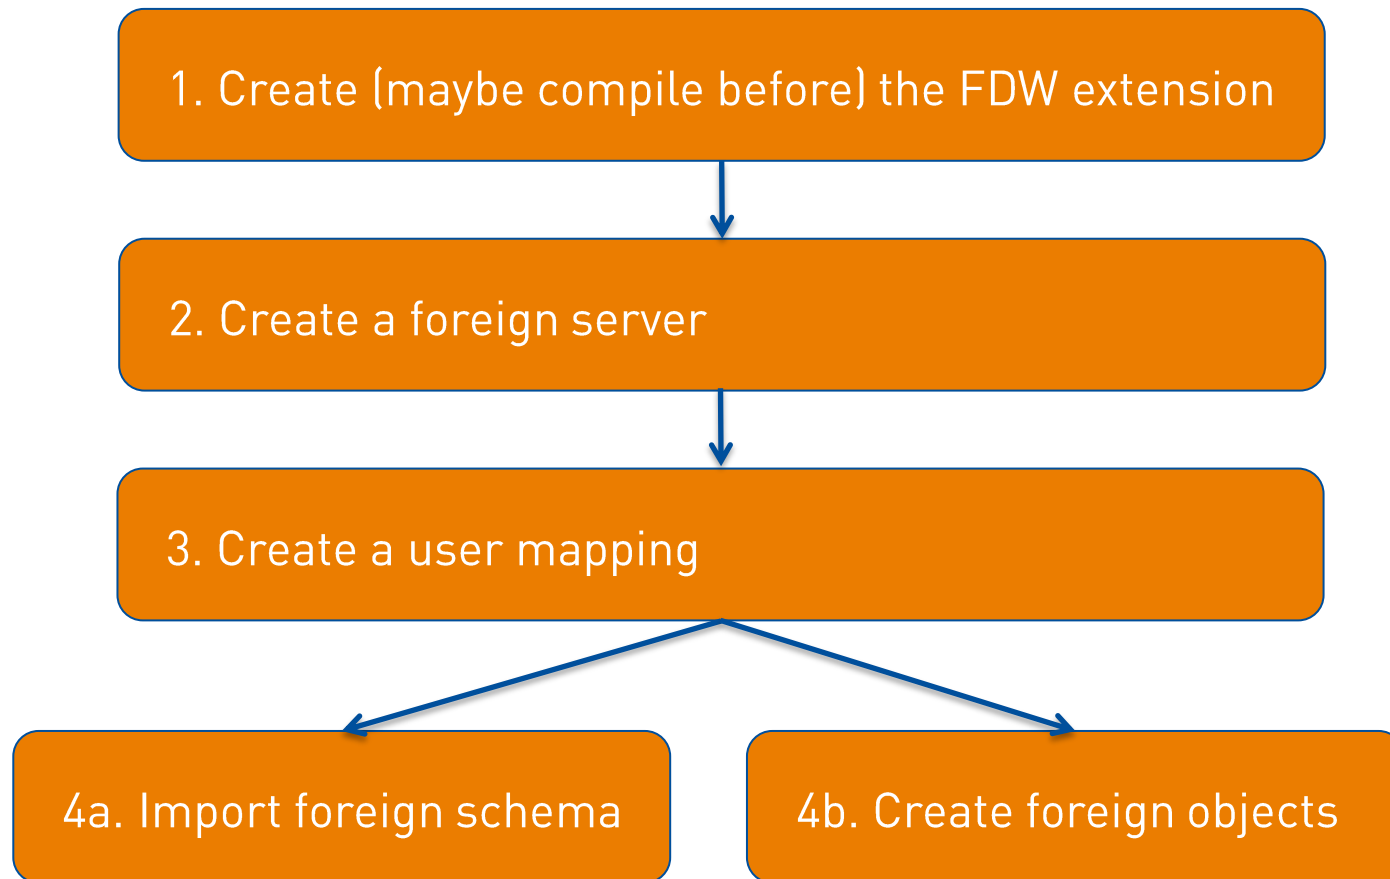 1. Create (maybe compile before) the FDW extension
2. Create a foreign server
3. Create a user mapping
4a. Import foreign schema
4b. Create foreign objects